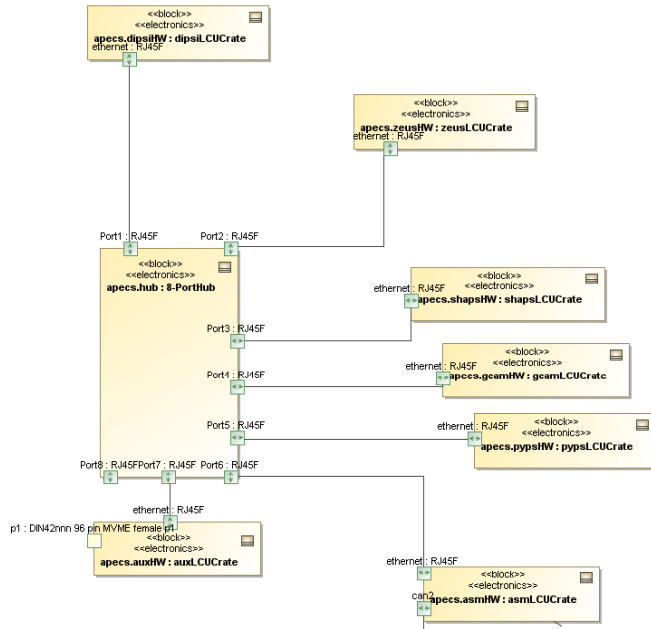 <<block>>
<<electronics>>
apecs.dipsiHW : dipsiLCUCrate
ethernet : RJ45F
<<block>>
<<electronics>>
apecs.zeusHW : zeusLCUCrate
ethernet : RJ45F
Port1 : RJ45F
Port2 : RJ45F
<<block>>
<<electronics>>
apecs.hub : 8-PortHub
<<block>>
<<electronics>>
ethernet : RJ45F
apecs.shapsHW : shapsLCUCrate
Port3 : RJ45F
<<block>>
ethernet : RJ45F
<<electronics>>
apecs.gcamHW : gcamLCUCrate
Port4 : RJ45F
<<block>>
ethernet : RJ45F
<<electronics>>
apecs.pypsHW : pypsLCUCrate
Port5 : RJ45F
Port8 : RJ45F
Port7 : RJ45F
Port6 : RJ45F
ethernet : RJ45F
p1 : DIN42nnn 96 pin MVME female p1
<<block>>
<<electronics>>
apecs.auxHW : auxLCUCrate
ethernet : RJ45F
<<block>>
<<electronics>>
can2
apecs.asmHW : asmLCUCrate